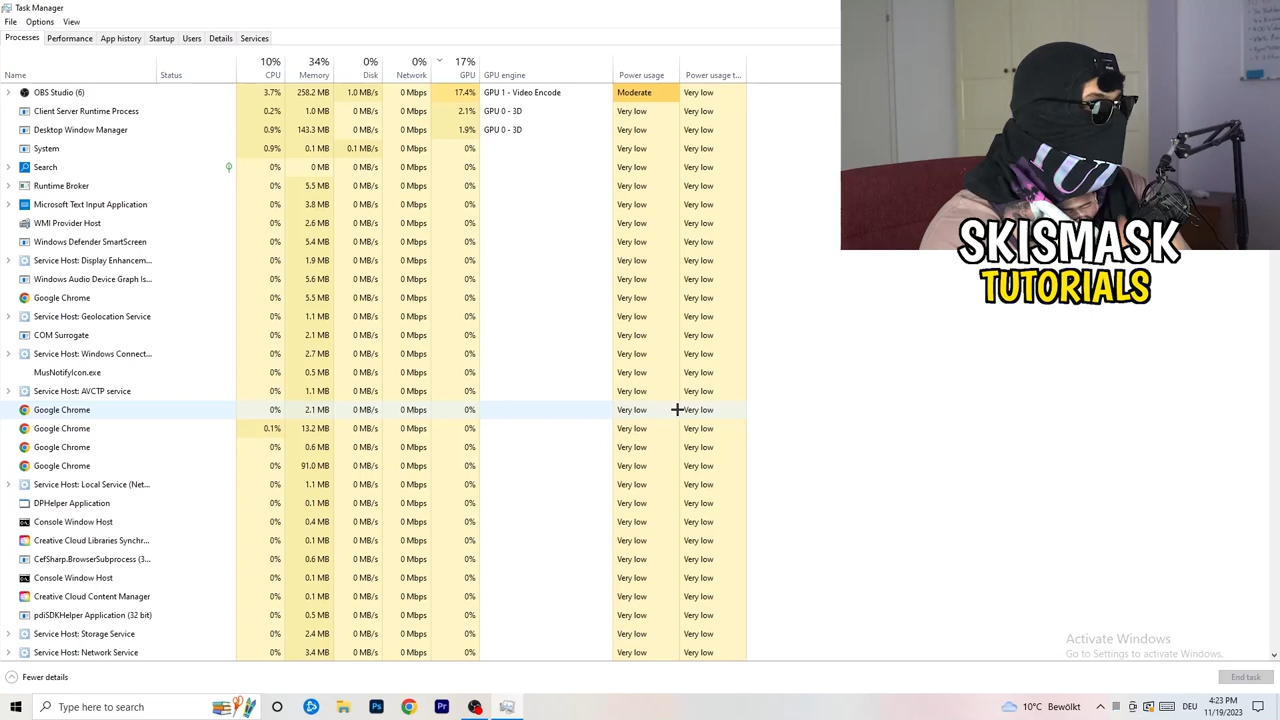 Task Manager
File Options View
Processes Performance App history Startup Users Details Services
10% 34% 0% 0% 17%
Name Status CPU Memory Disk Network GPU GPU engine Power usage Power usage t...
OBS Studio (6) 3.7% 258.2 MB 1.0 MB/s 0 Mbps 17.4% GPU 1 - Video Encode Moderate Very low
Client Server Runtime Process 0.2% 1.0 MB 0 MB/s 0 Mbps 2.1% GPU 0 - 3D Very low Very low
Desktop Window Manager 0.9% 143.3 MB 0 MB/s 0 Mbps 1.9% GPU 0 - 3D Very low Very low
System 0.9% 0.1 MB 0.1 MB/s 0 Mbps 0% Very low Very low
Search 0% 0 MB 0 MB/s 0 Mbps 0% Very low Very low
Runtime Broker 0% 5.5 MB 0 MB/s 0 Mbps 0% Very low Very low
Microsoft Text Input Application 0% 3.8 MB 0 MB/s 0 Mbps 0% Very low Very low
WMI Provider Host 0% 2.6 MB 0 MB/s 0 Mbps 0% Very low Very low
Windows Defender SmartScreen 0% 5.4 MB 0 MB/s 0 Mbps 0% Very low Very low
Service Host: Display Enhancem... 0% 1.9 MB 0 MB/s 0 Mbps 0% Very low Very low
Windows Audio Device Graph Is... 0% 5.6 MB 0 MB/s 0 Mbps 0% Very low Very low
Google Chrome 0% 5.5 MB 0 MB/s 0 Mbps 0% Very low Very low
Service Host: Geolocation Service 0% 1.1 MB 0 MB/s 0 Mbps 0% Very low Very low
COM Surrogate 0% 2.1 MB 0 MB/s 0 Mbps 0% Very low Very low
Service Host: Windows Connect... 0% 2.7 MB 0 MB/s 0 Mbps 0% Very low Very low
MusNotifyIcon.exe 0% 0.5 MB 0 MB/s 0 Mbps 0% Very low Very low
Service Host: AVCTP service 0% 1.1 MB 0 MB/s 0 Mbps 0% Very low Very low
Google Chrome 0% 2.1 MB 0 MB/s 0 Mbps 0% Very low Very low
Google Chrome 0.1% 13.2 MB 0 MB/s 0 Mbps 0% Very low Very low
Google Chrome 0% 0.6 MB 0 MB/s 0 Mbps 0% Very low Very low
Google Chrome 0% 91.0 MB 0 MB/s 0 Mbps 0% Very low Very low
Service Host: Local Service (Net... 0% 1.1 MB 0 MB/s 0 Mbps 0% Very low Very low
DPHelper Application 0% 0.1 MB 0 MB/s 0 Mbps 0% Very low Very low
Console Window Host 0% 0.4 MB 0 MB/s 0 Mbps 0% Very low Very low
Creative Cloud Libraries Synchr... 0% 0.1 MB 0 MB/s 0 Mbps 0% Very low Very low
CefSharp.BrowserSubprocess (3... 0% 0.6 MB 0 MB/s 0 Mbps 0% Very low Very low
Console Window Host 0% 0.1 MB 0 MB/s 0 Mbps 0% Very low Very low
Creative Cloud Content Manager 0% 0.1 MB 0 MB/s 0 Mbps 0% Very low Very low
pdiSDKHelper Application (32 bit) 0% 0.5 MB 0 MB/s 0 Mbps 0% Very low Very low
Service Host: Storage Service 0% 2.4 MB 0 MB/s 0 Mbps 0% Very low Very low
Service Host: Network Service 0% 3.4 MB 0 MB/s 0 Mbps 0% Very low Very low
SKISMASK
TUTORIALS
Activate Windows
Go to Settings to activate Windows.
Fewer details End task
Type here to search Ps Pr 10°C Bewölkt DEU 4:23 PM
11/19/2023